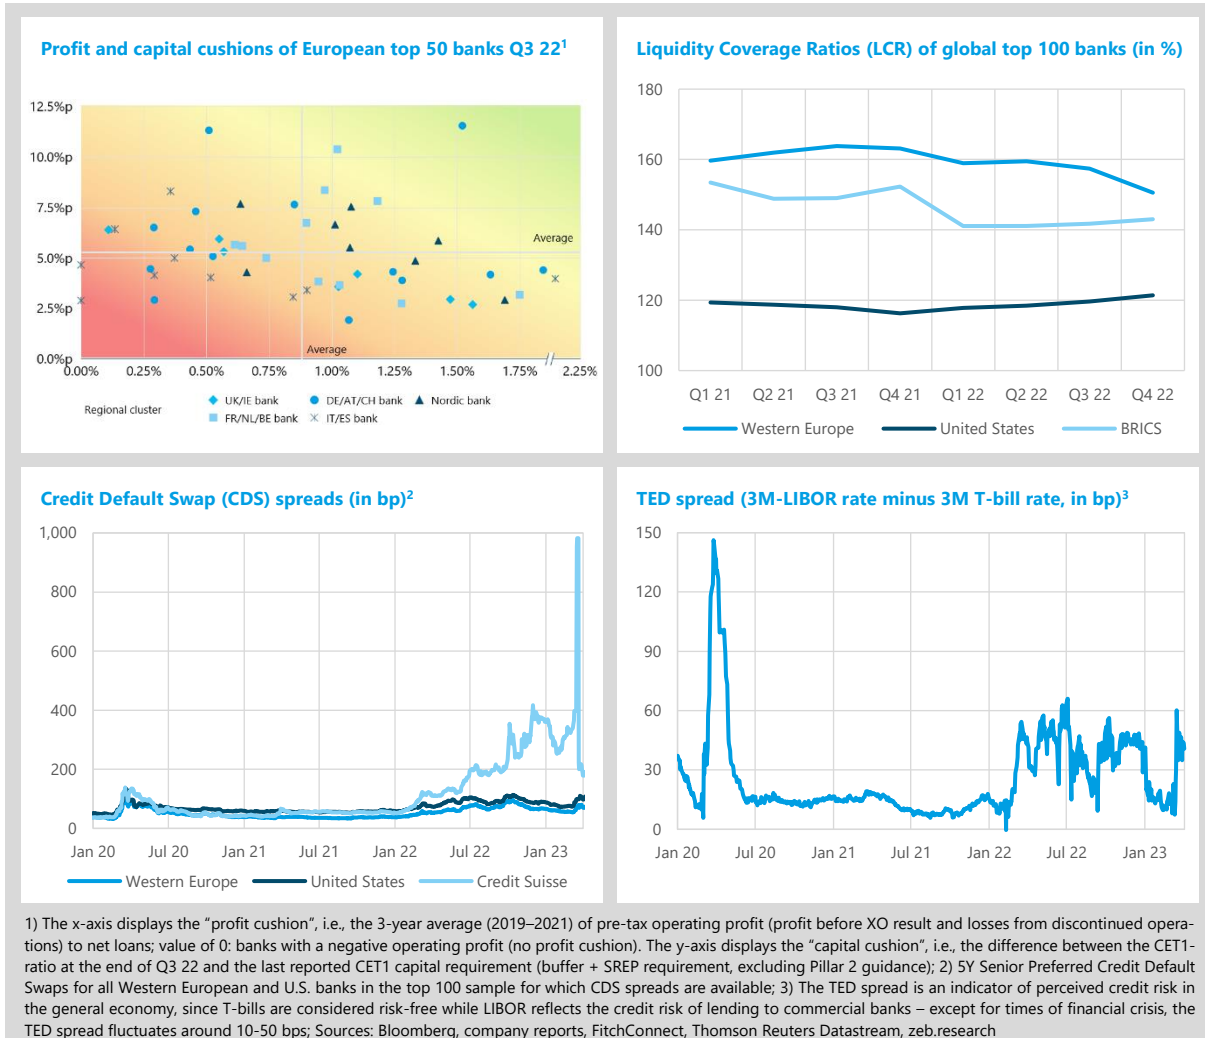 Profit and capital cushions of European top 50 banks Q3 22¹
12.5%p
10.0%p
7.5%p
5.0%p
2.5%p
0.0%p
Average
Average
0.00% 0.25% 0.50% 0.75% 1.00% 1.25% 1.50% 1.75% 2.25%
Regional cluster
UK/IE bank DE/AT/CH bank Nordic bank
FR/NL/BE bank IT/ES bank
Liquidity Coverage Ratios (LCR) of global top 100 banks (in %)
180
160
140
120
100
Q1 21 Q2 21 Q3 21 Q4 21 Q1 22 Q2 22 Q3 22 Q4 22
Western Europe United States BRICS
Credit Default Swap (CDS) spreads (in bp)²
1,000
800
600
400
200
0
Jan 20 Jul 20 Jan 21 Jul 21 Jan 22 Jul 22 Jan 23
Western Europe United States Credit Suisse
TED spread (3M-LIBOR rate minus 3M T-bill rate, in bp)³
150
120
90
60
30
0
Jan 20 Jul 20 Jan 21 Jul 21 Jan 22 Jul 22 Jan 23
1) The x-axis displays the “profit cushion”, i.e., the 3-year average (2019–2021) of pre-tax operating profit (profit before XO result and losses from discontinued opera-
tions) to net loans; value of 0: banks with a negative operating profit (no profit cushion). The y-axis displays the “capital cushion”, i.e., the difference between the CET1-
ratio at the end of Q3 22 and the last reported CET1 capital requirement (buffer + SREP requirement, excluding Pillar 2 guidance); 2) 5Y Senior Preferred Credit Default
Swaps for all Western European and U.S. banks in the top 100 sample for which CDS spreads are available; 3) The TED spread is an indicator of perceived credit risk in
the general economy, since T-bills are considered risk-free while LIBOR reflects the credit risk of lending to commercial banks – except for times of financial crisis, the
TED spread fluctuates around 10-50 bps; Sources: Bloomberg, company reports, FitchConnect, Thomson Reuters Datastream, zeb.research